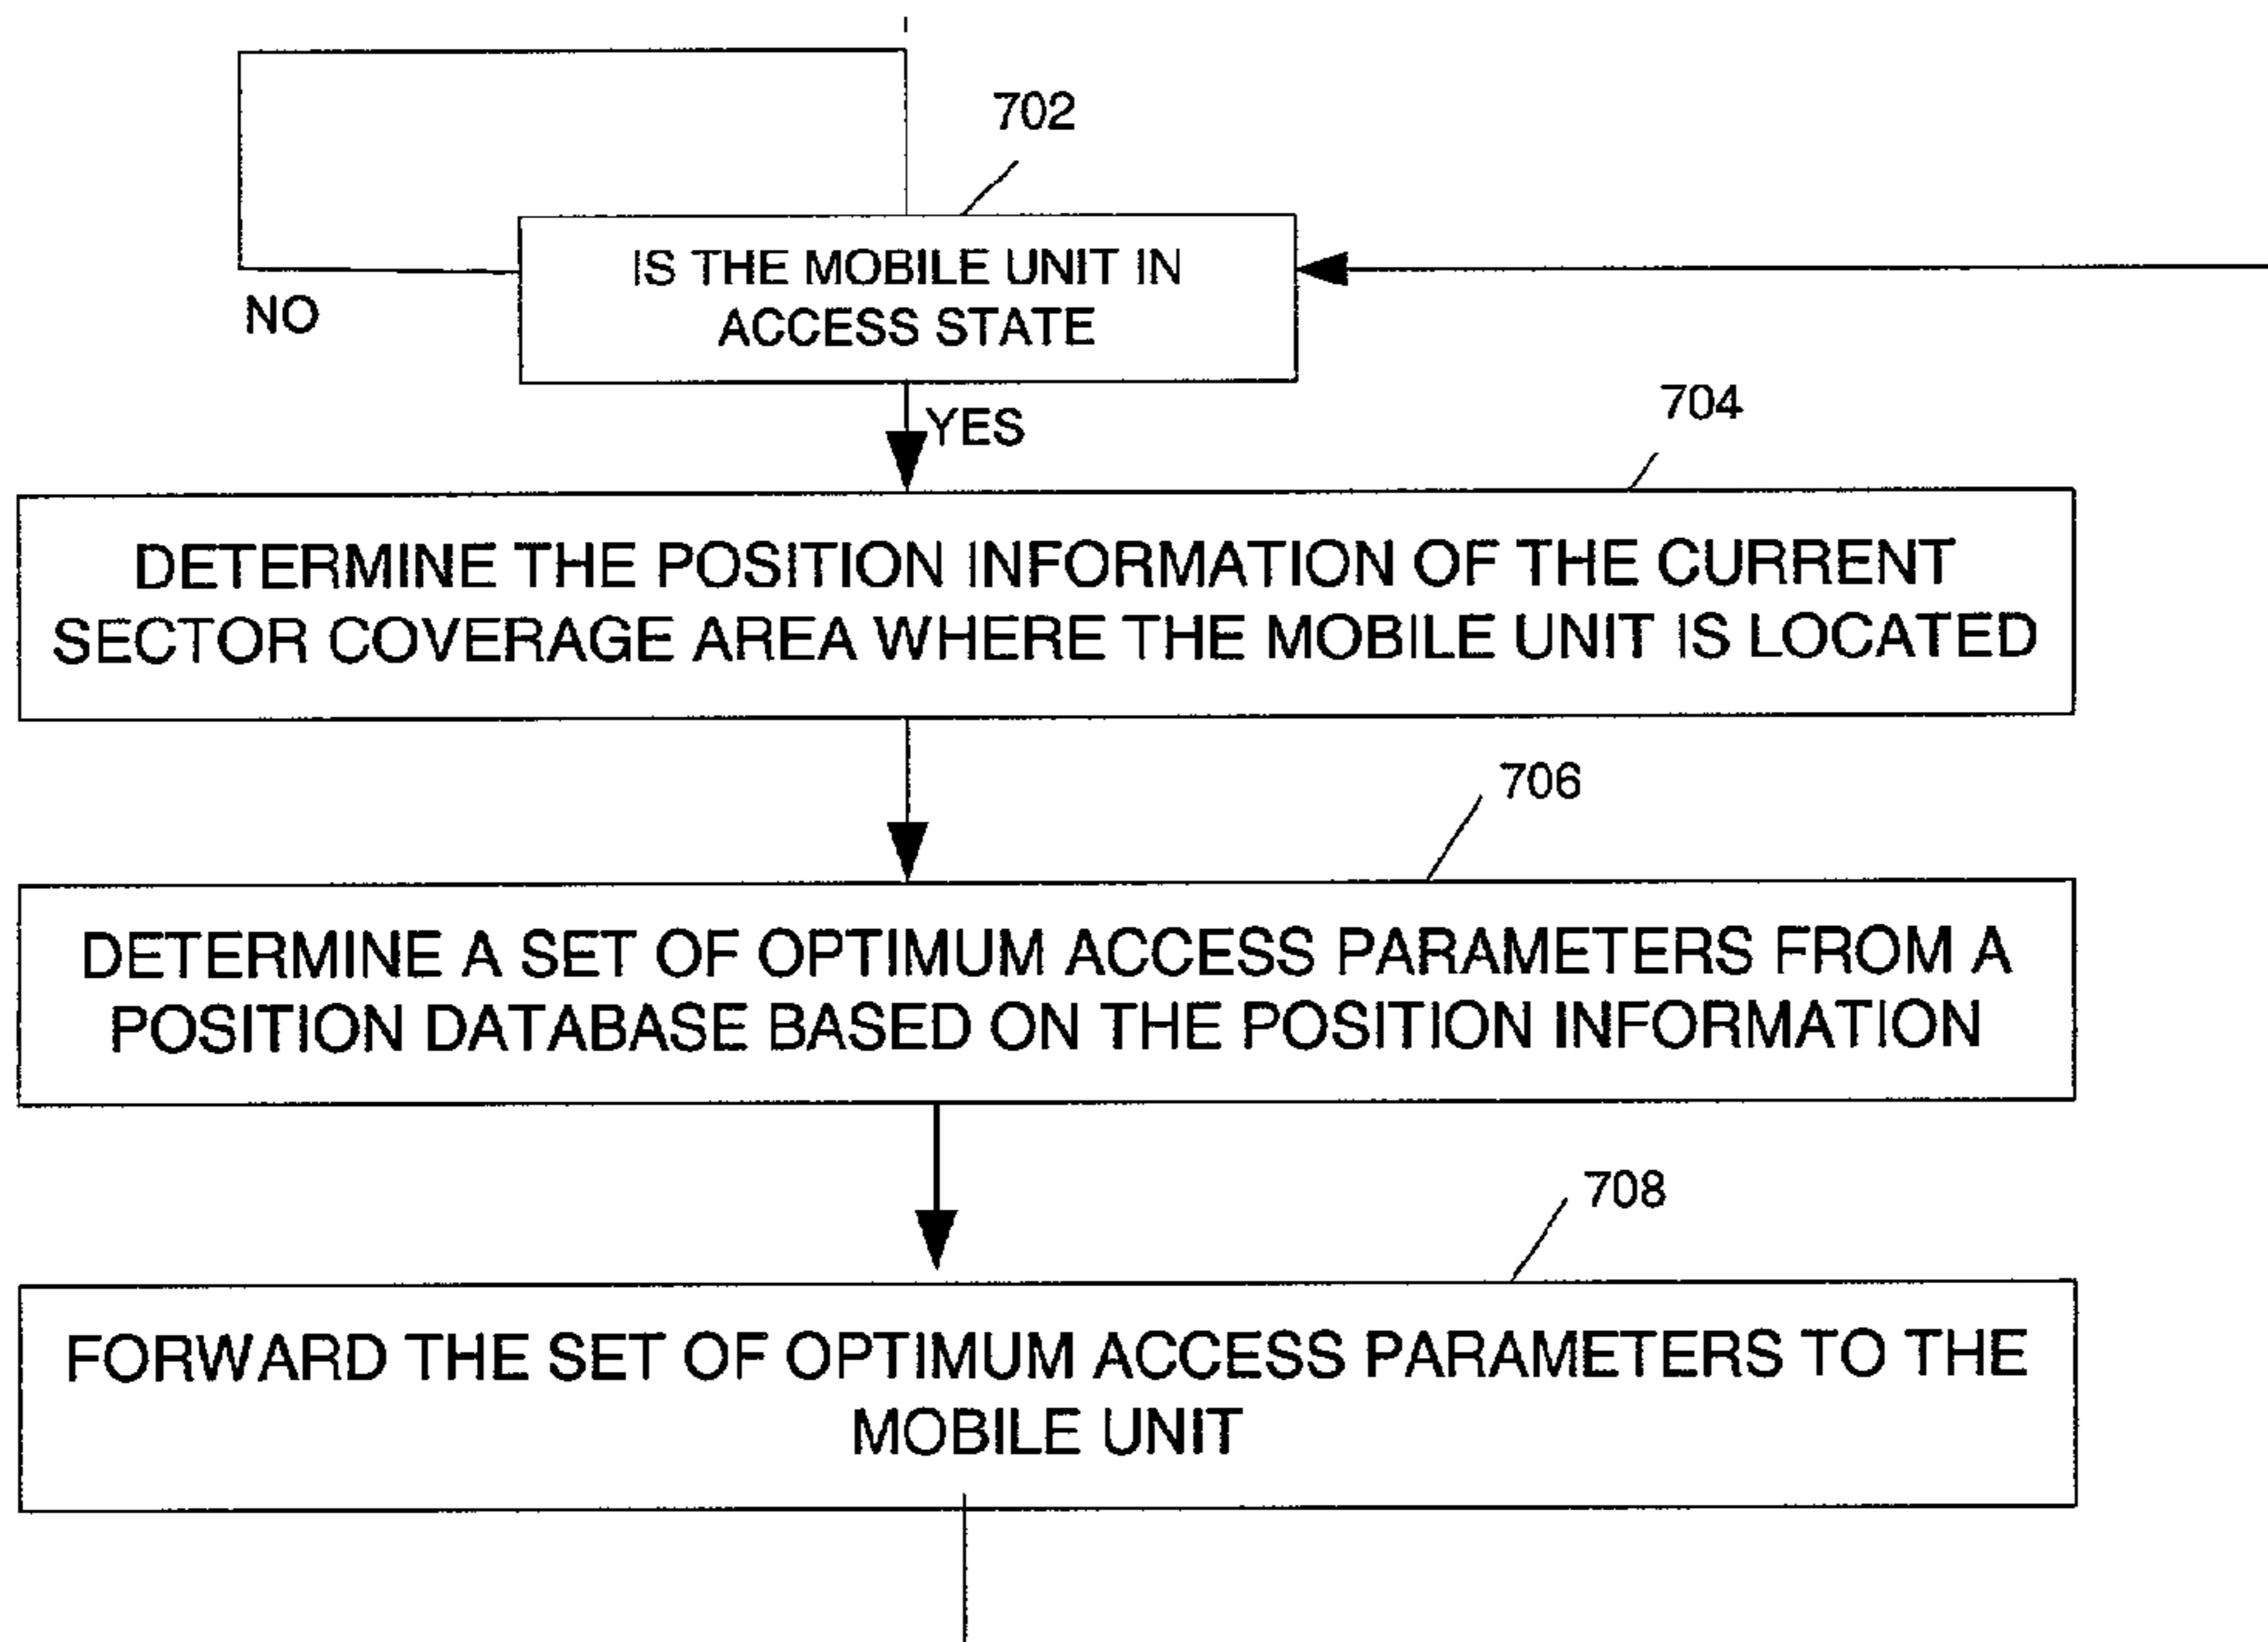 702
IS THE MOBILE UNIT IN
ACCESS STATE
NO
YES
704
DETERMINE THE POSITION INFORMATION OF THE CURRENT
SECTOR COVERAGE AREA WHERE THE MOBILE UNIT IS LOCATED
706
DETERMINE A SET OF OPTIMUM ACCESS PARAMETERS FROM A
POSITION DATABASE BASED ON THE POSITION INFORMATION
708
FORWARD THE SET OF OPTIMUM ACCESS PARAMETERS TO THE
MOBILE UNIT